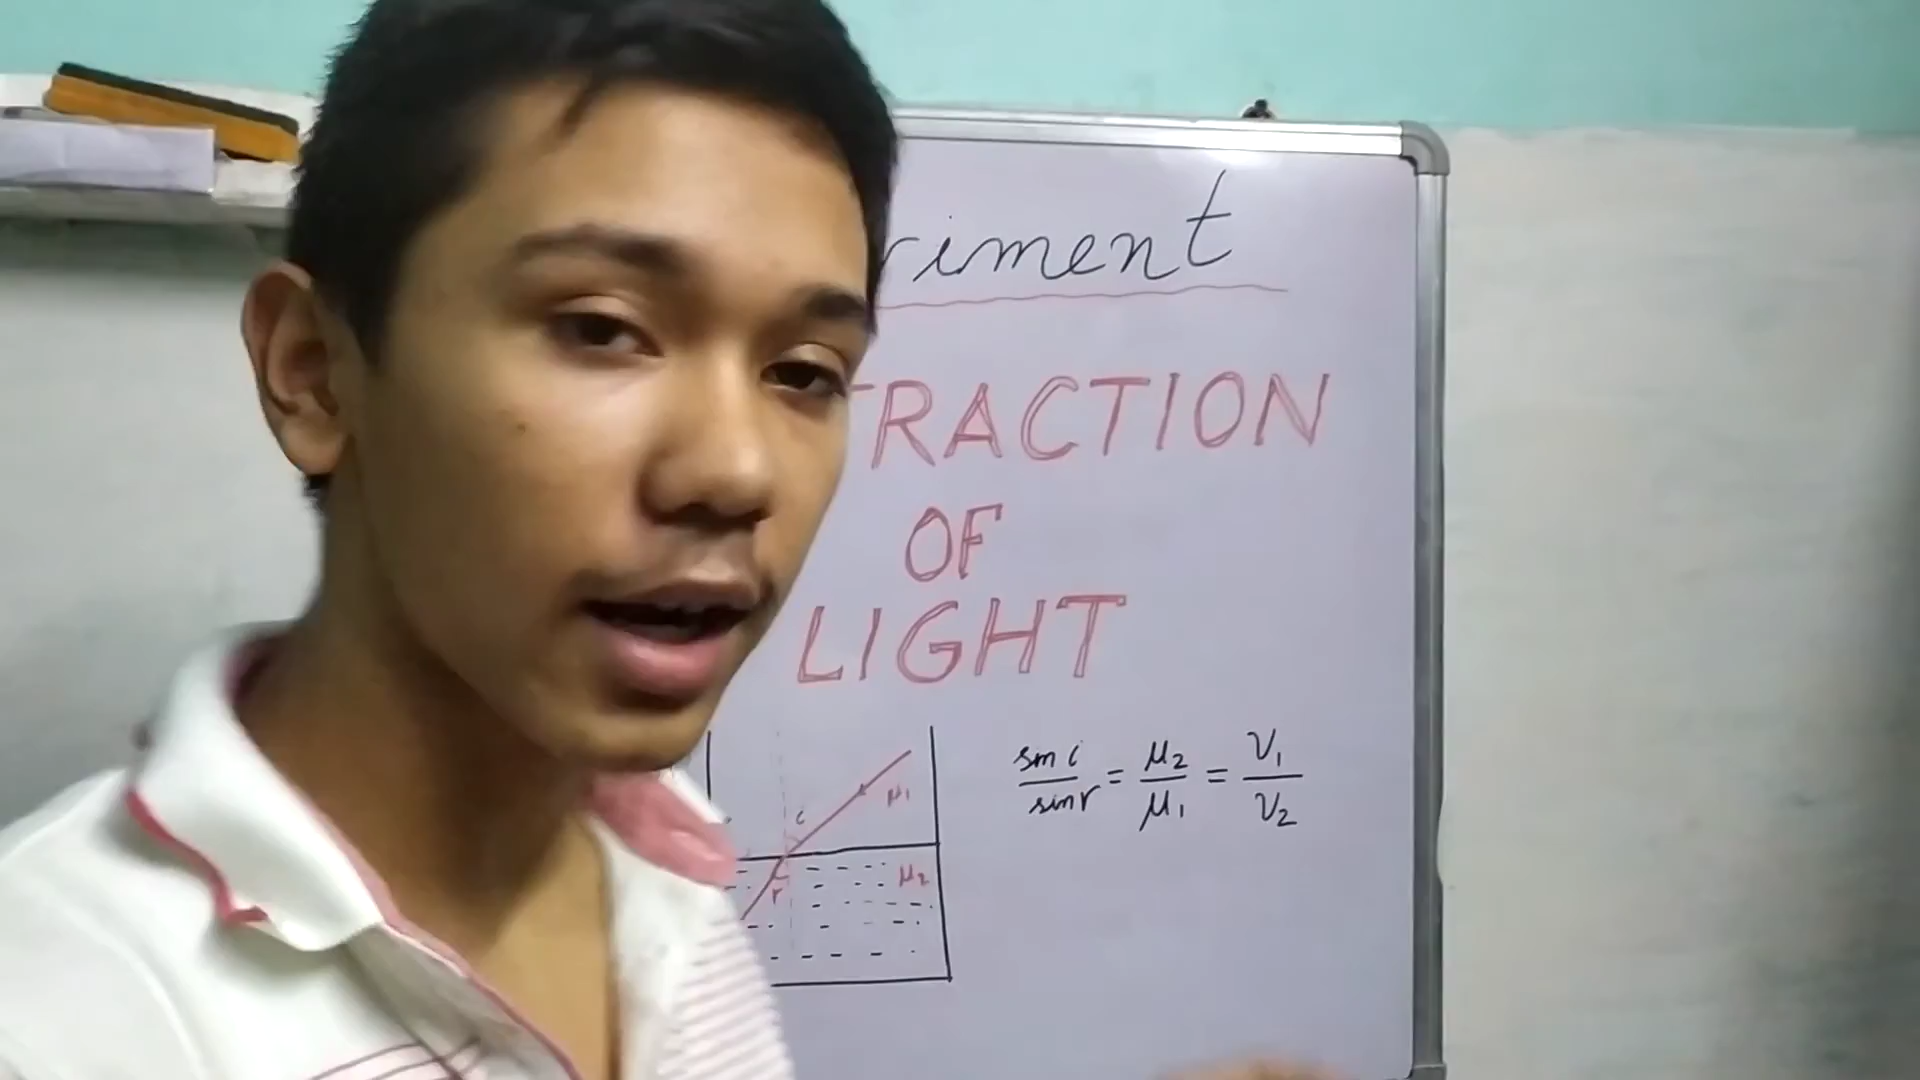 riment
TRACTION
OF
LIGHT
sin i / sin r = μ2 / μ1 = v1 / v2
i
μ1
μ2
r